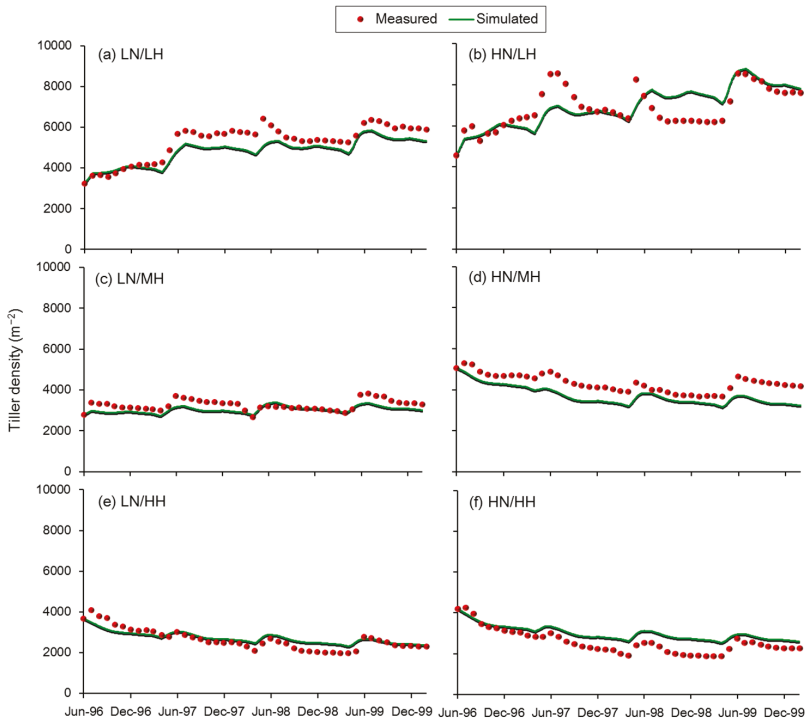 Measured Simulated
(a) LN/LH
(b) HN/LH
10000
8000
6000
4000
2000
0
(c) LN/MH
(d) HN/MH
10000
8000
6000
4000
2000
0
Tiller density (m⁻²)
(e) LN/HH
(f) HN/HH
10000
8000
6000
4000
2000
0
Jun-96 Dec-96 Jun-97 Dec-97 Jun-98 Dec-98 Jun-99 Dec-99 Jun-96 Dec-96 Jun-97 Dec-97 Jun-98 Dec-98 Jun-99 Dec-99